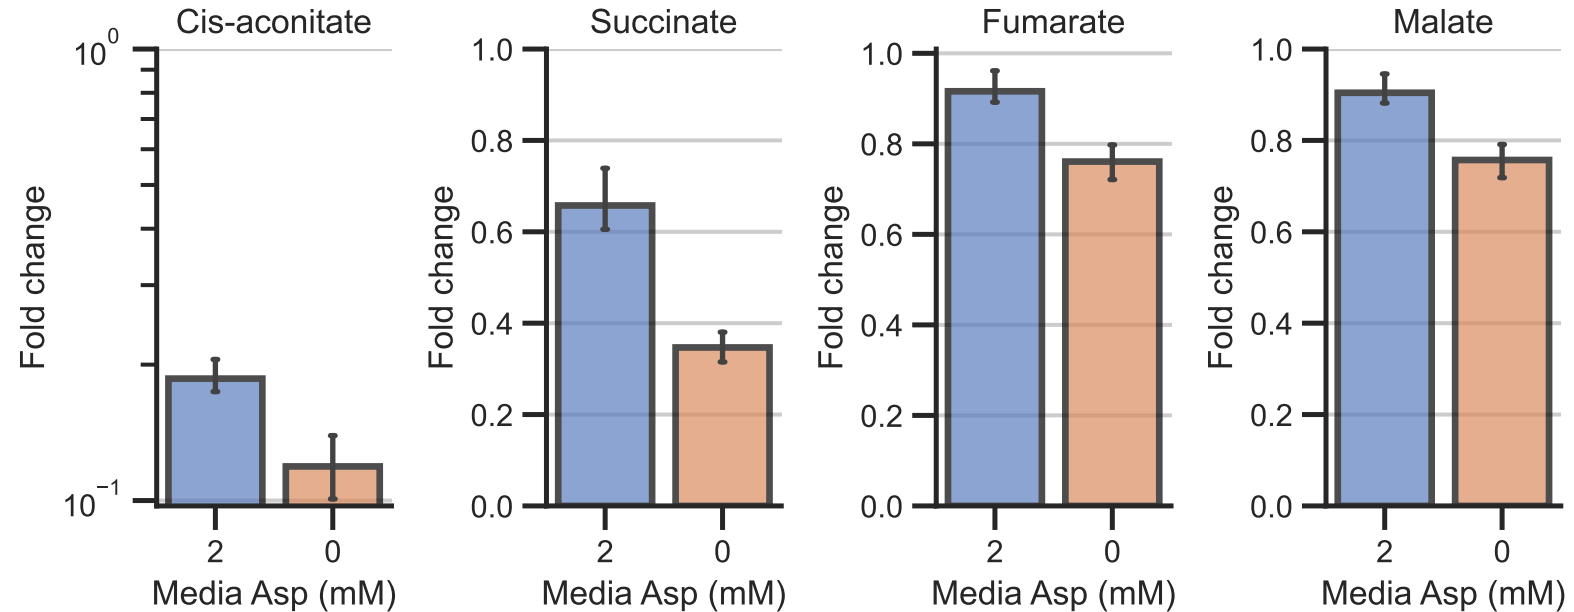 Cis-aconitate
Fold change
10⁰
10⁻¹
2
0
Media Asp (mM)
Succinate
Fold change
1.0
0.8
0.6
0.4
0.2
0.0
2
0
Media Asp (mM)
Fumarate
Fold change
1.0
0.8
0.6
0.4
0.2
0.0
2
0
Media Asp (mM)
Malate
Fold change
1.0
0.8
0.6
0.4
0.2
0.0
2
0
Media Asp (mM)